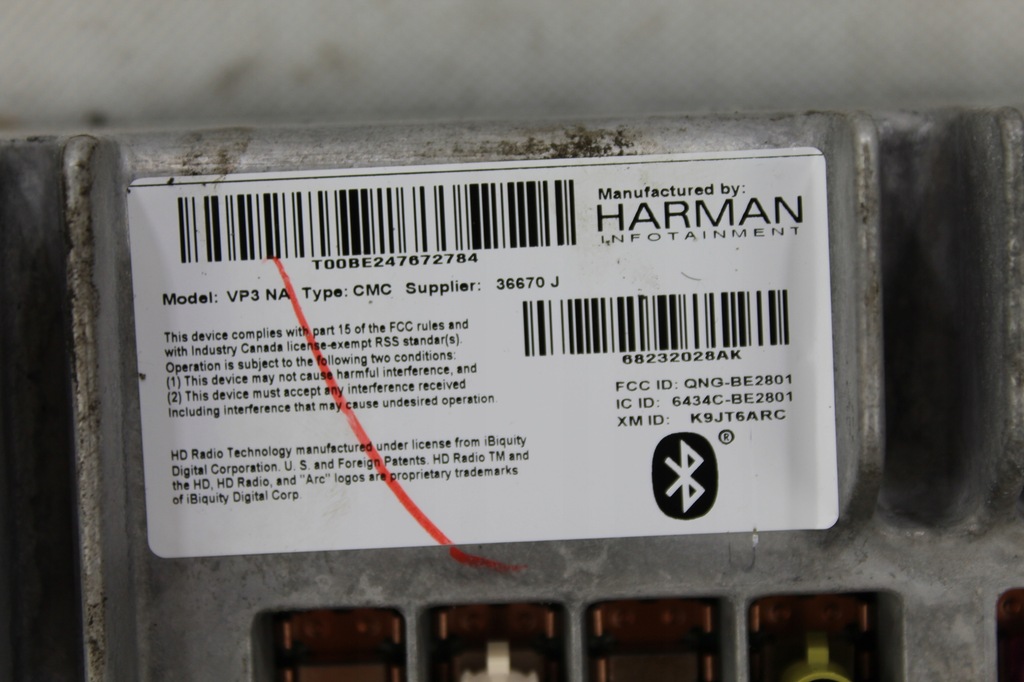 T00BE247672784
Manufactured by:
HARMAN
INFOTAINMENT
Model: VP3 NA Type: CMC Supplier: 36670 J
68232028AK
This device complies with part 15 of the FCC rules and
with Industry Canada license-exempt RSS standar(s).
Operation is subject to the following two conditions:
(1) This device may not cause harmful interference, and
(2) This device must accept any interference received
Including interference that may cause undesired operation.
FCC ID: QNG-BE2801
IC ID: 6434C-BE2801
XM ID: K9JT6ARC
®
HD Radio Technology manufactured under license from iBiquity
Digital Corporation. U. S. and Foreign Patents. HD Radio TM and
the HD, HD Radio, and "Arc" logos are proprietary trademarks
of iBiquity Digital Corp.